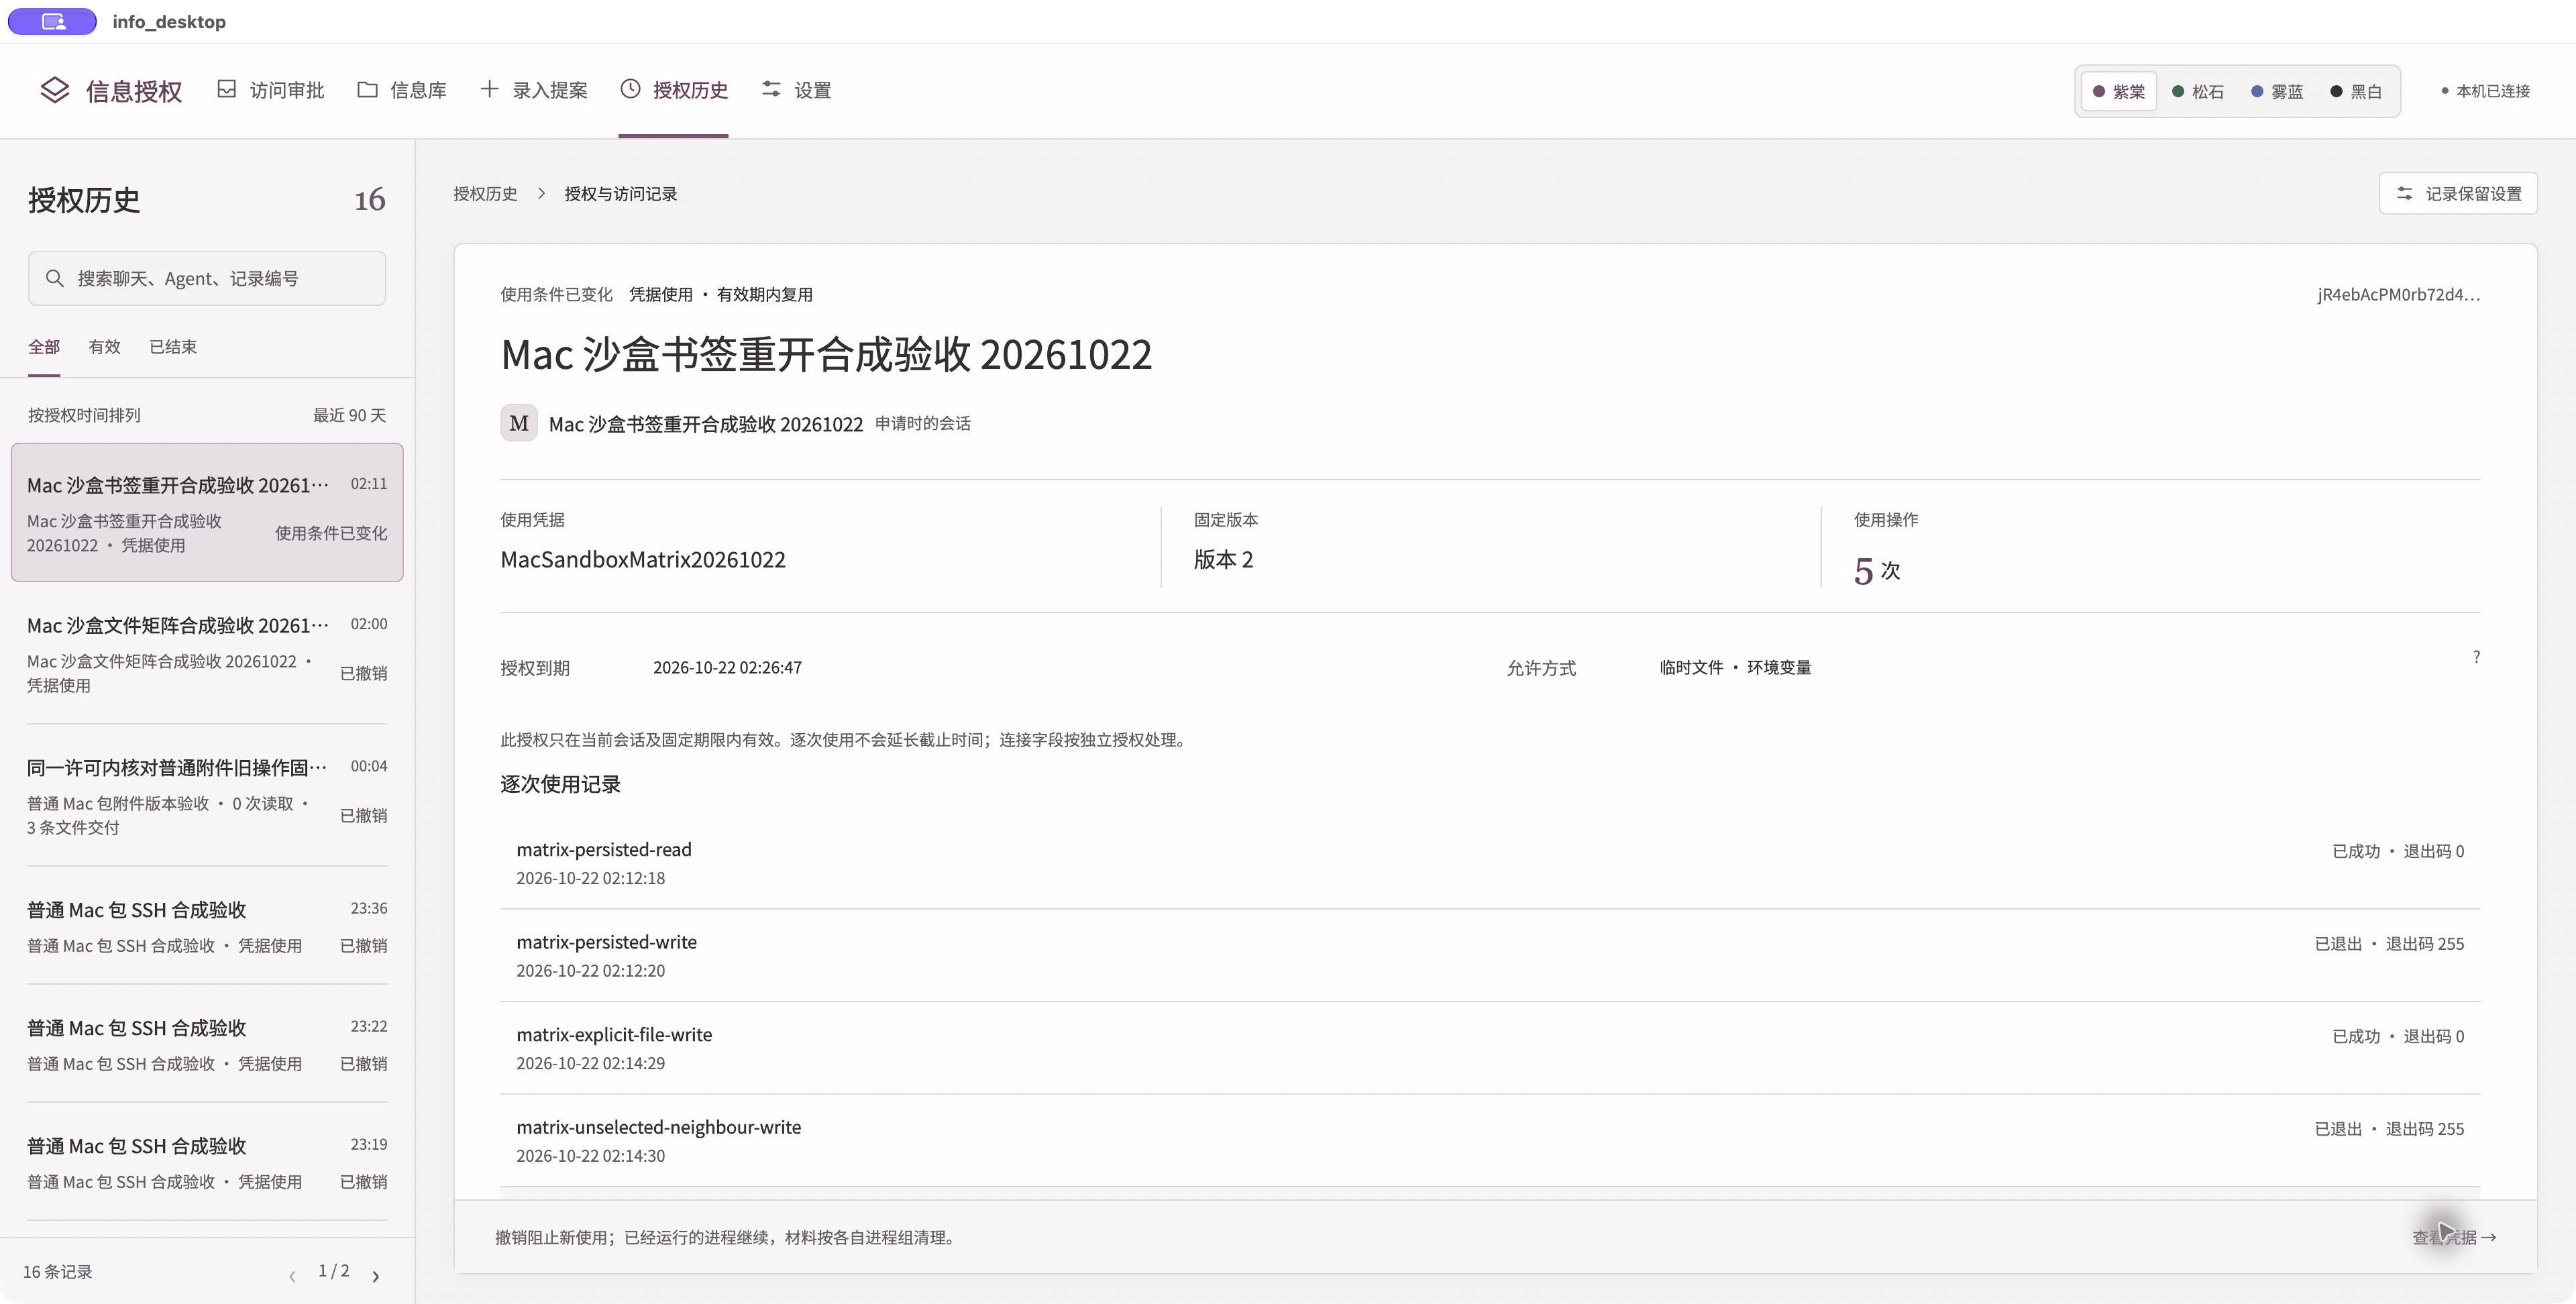 info_desktop
信息授权
访问审批
信息库
录入提案
授权历史
设置
紫棠
松石
雾蓝
黑白
本机已连接
授权历史
16
搜索聊天、Agent、记录编号
全部
有效
已结束
按授权时间排列
最近 90 天
Mac 沙盒书签重开合成验收 20261…
02:11
Mac 沙盒书签重开合成验收
20261022 • 凭据使用
使用条件已变化
Mac 沙盒文件矩阵合成验收 20261…
02:00
Mac 沙盒文件矩阵合成验收 20261022 •
凭据使用
已撤销
同一许可内核对普通附件旧操作固…
00:04
普通 Mac 包附件版本验收 • 0 次读取 •
3 条文件交付
已撤销
普通 Mac 包 SSH 合成验收
23:36
普通 Mac 包 SSH 合成验收 • 凭据使用
已撤销
普通 Mac 包 SSH 合成验收
23:22
普通 Mac 包 SSH 合成验收 • 凭据使用
已撤销
普通 Mac 包 SSH 合成验收
23:19
普通 Mac 包 SSH 合成验收 • 凭据使用
已撤销
16 条记录
‹ 1 / 2 ›
授权历史 > 授权与访问记录
记录保留设置
使用条件已变化 凭据使用 • 有效期内复用
jR4ebAcPM0rb72d4…
Mac 沙盒书签重开合成验收 20261022
M
Mac 沙盒书签重开合成验收 20261022 申请时的会话
使用凭据
MacSandboxMatrix20261022
固定版本
版本 2
使用操作
5 次
授权到期
2026-10-22 02:26:47
允许方式
临时文件 • 环境变量
?
此授权只在当前会话及固定期限内有效。逐次使用不会延长截止时间；连接字段按独立授权处理。
逐次使用记录
matrix-persisted-read
2026-10-22 02:12:18
已成功 • 退出码 0
matrix-persisted-write
2026-10-22 02:12:20
已退出 • 退出码 255
matrix-explicit-file-write
2026-10-22 02:14:29
已成功 • 退出码 0
matrix-unselected-neighbour-write
2026-10-22 02:14:30
已退出 • 退出码 255
撤销阻止新使用；已经运行的进程继续，材料按各自进程组清理。
查看凭据 →